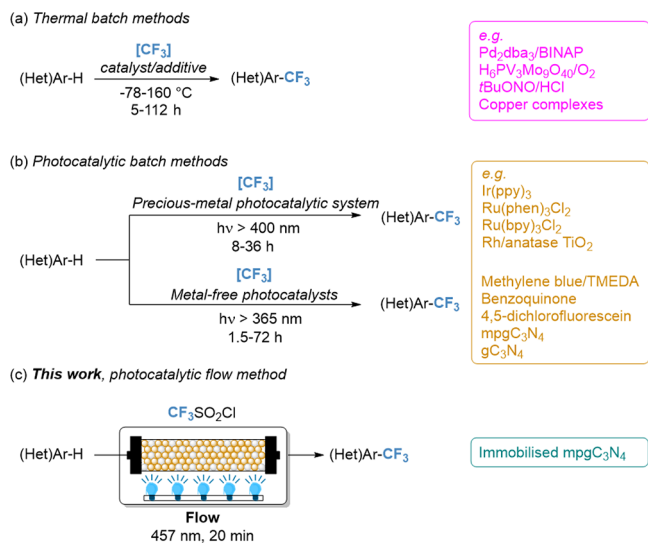 (a) Thermal batch methods
[CF₃]
catalyst/additive
(Het)Ar-H
(Het)Ar-CF₃
-78-160 °C
5-112 h
e.g.
Pd₂dba₃/BINAP
H₆PV₃Mo₉O₄₀/O₂
tBuONO/HCl
Copper complexes
(b) Photocatalytic batch methods
[CF₃]
Precious-metal photocatalytic system
(Het)Ar-CF₃
hν > 400 nm
8-36 h
(Het)Ar-H
[CF₃]
Metal-free photocatalysts
(Het)Ar-CF₃
hν > 365 nm
1.5-72 h
e.g.
Ir(ppy)₃
Ru(phen)₃Cl₂
Ru(bpy)₃Cl₂
Rh/anatase TiO₂
Methylene blue/TMEDA
Benzoquinone
4,5-dichlorofluorescein
mpgC₃N₄
gC₃N₄
(c) This work, photocatalytic flow method
CF₃SO₂Cl
(Het)Ar-H
(Het)Ar-CF₃
Flow
457 nm, 20 min
Immobilised mpgC₃N₄